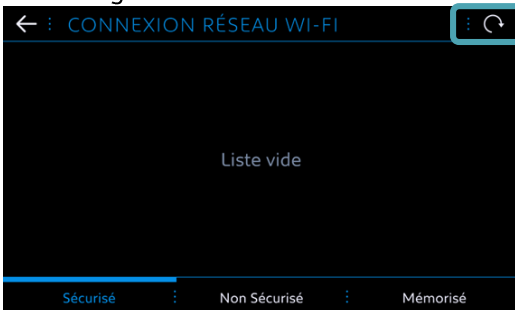 CONNEXION RÉSEAU WI-FI
Liste vide
Sécurisé Non Sécurisé Mémorisé